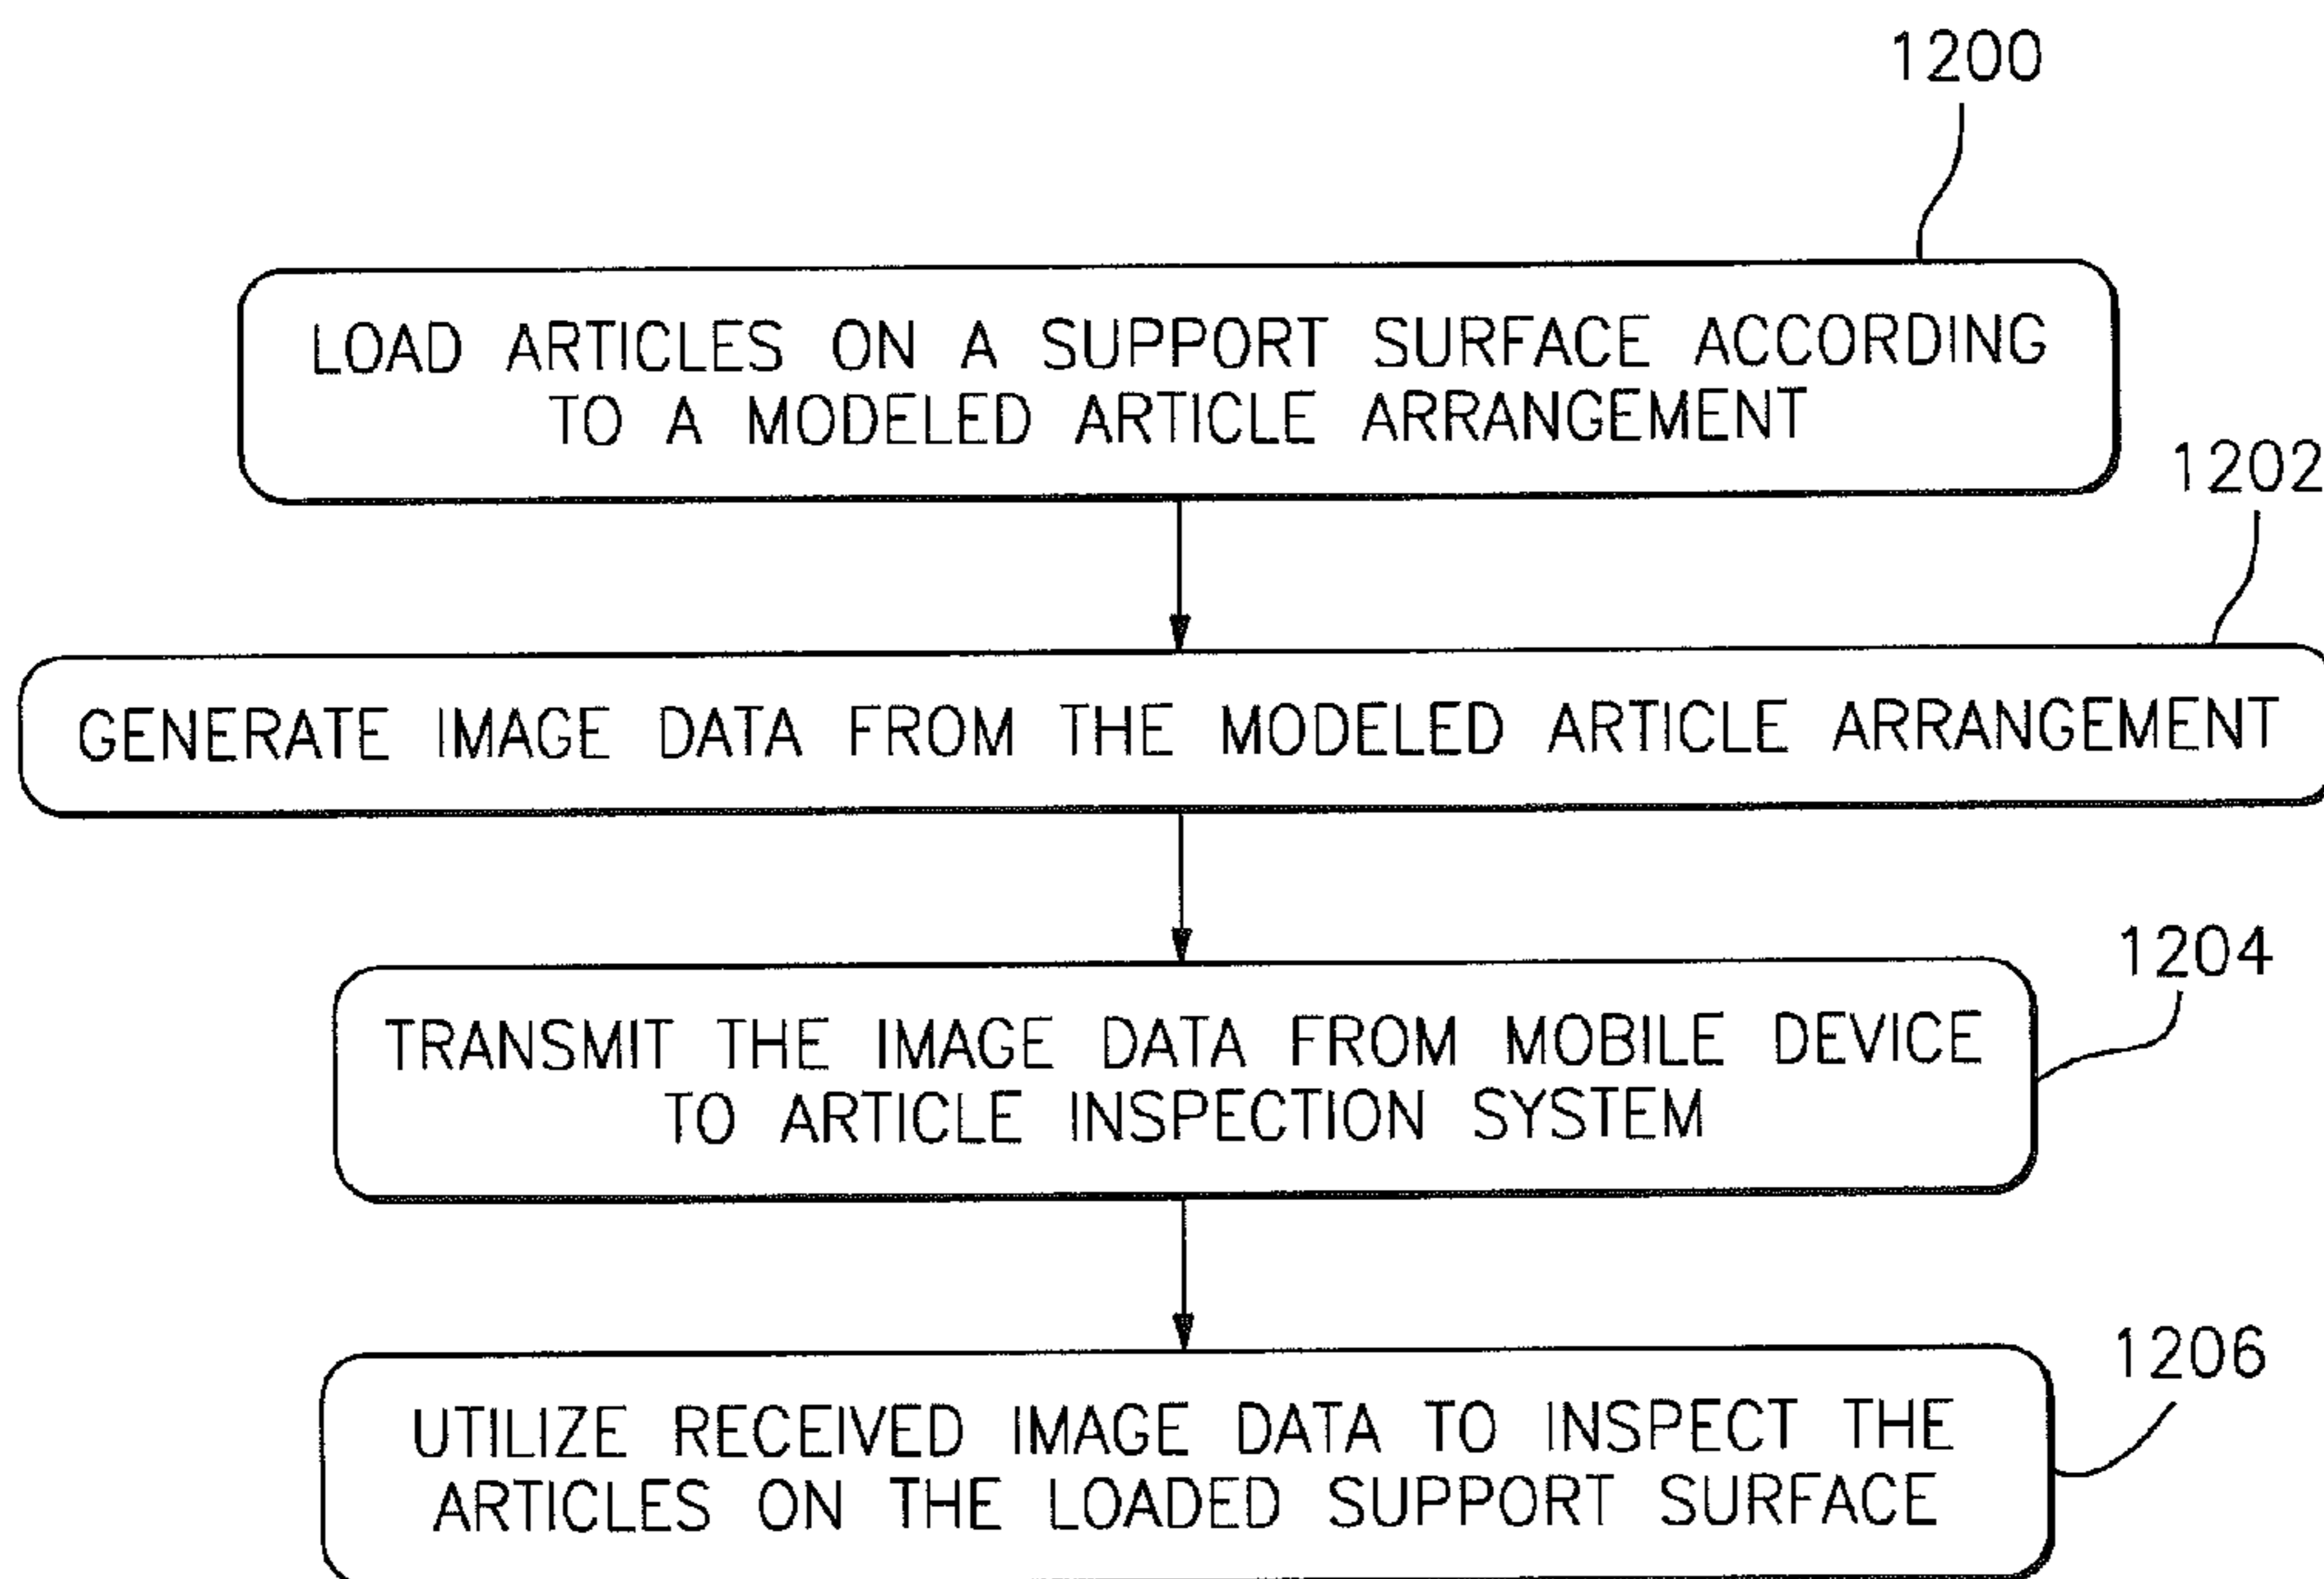 1200
LOAD ARTICLES ON A SUPPORT SURFACE ACCORDING
TO A MODELED ARTICLE ARRANGEMENT
1202
GENERATE IMAGE DATA FROM THE MODELED ARTICLE ARRANGEMENT
1204
TRANSMIT THE IMAGE DATA FROM MOBILE DEVICE
TO ARTICLE INSPECTION SYSTEM
1206
UTILIZE RECEIVED IMAGE DATA TO INSPECT THE
ARTICLES ON THE LOADED SUPPORT SURFACE